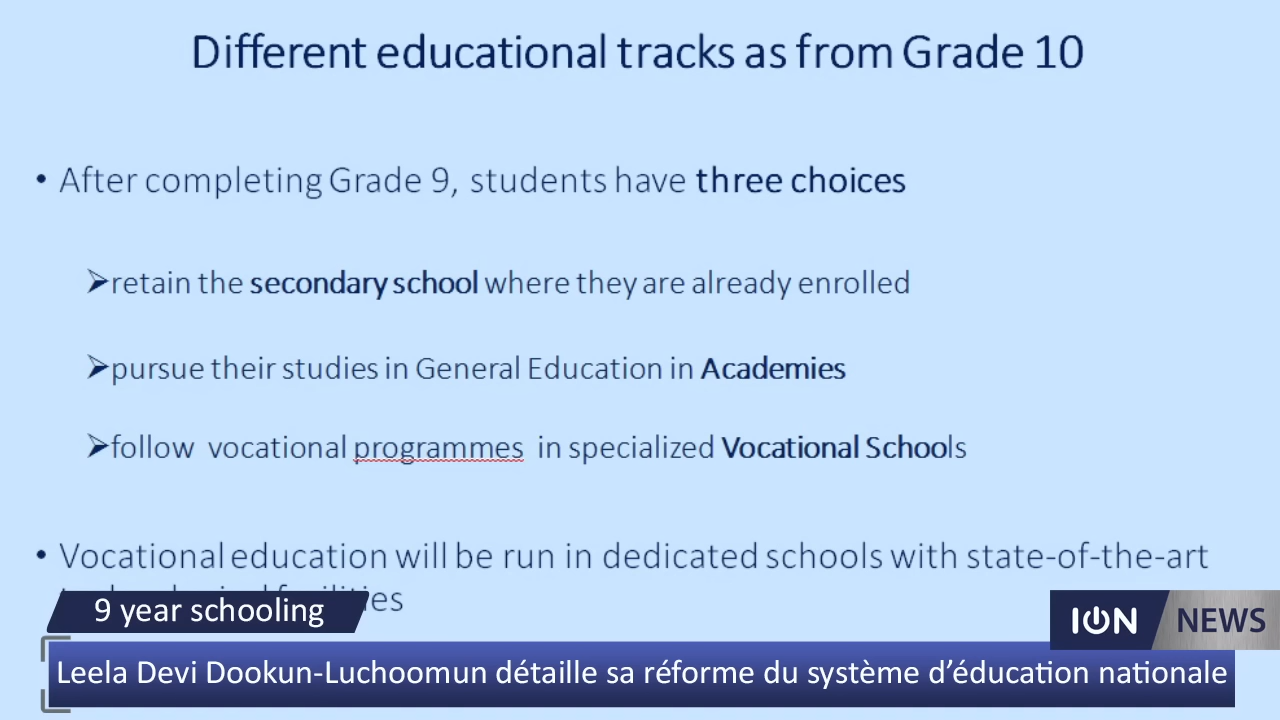 Different educational tracks as from Grade 10
• After completing Grade 9, students have three choices
➢retain the secondary school where they are already enrolled
➢pursue their studies in General Education in Academies
➢follow vocational programmes in specialized Vocational Schools
• Vocational education will be run in dedicated schools with state-of-the-art
9 year schooling
ION NEWS
Leela Devi Dookun-Luchoomun détaille sa réforme du système d’éducation nationale